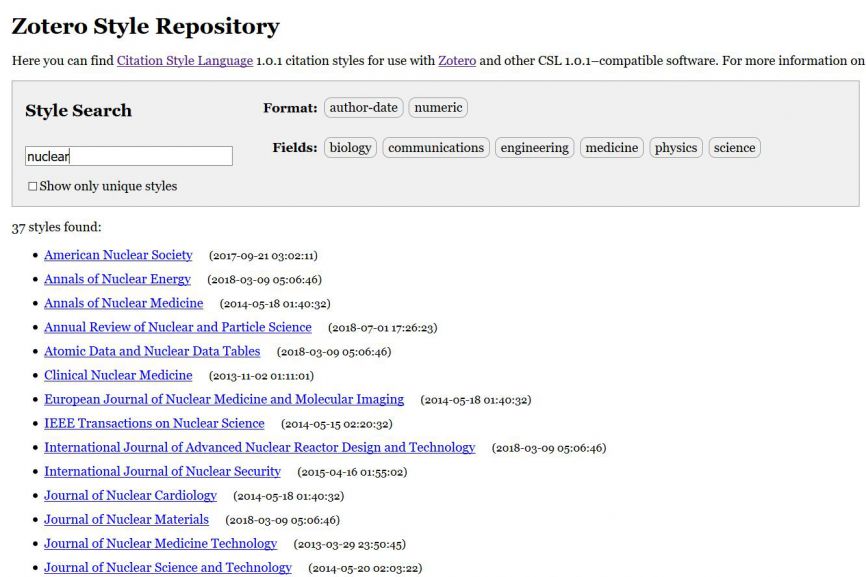 Zotero Style Repository
Here you can find Citation Style Language 1.0.1 citation styles for use with Zotero and other CSL 1.0.1–compatible software. For more information on
Style Search
Format: author-date numeric
nuclear
Fields: biology communications engineering medicine physics science
Show only unique styles
37 styles found:
• American Nuclear Society (2017-09-21 03:02:11)
• Annals of Nuclear Energy (2018-03-09 05:06:46)
• Annals of Nuclear Medicine (2014-05-18 01:40:32)
• Annual Review of Nuclear and Particle Science (2018-07-01 17:26:23)
• Atomic Data and Nuclear Data Tables (2018-03-09 05:06:46)
• Clinical Nuclear Medicine (2013-11-02 01:11:01)
• European Journal of Nuclear Medicine and Molecular Imaging (2014-05-18 01:40:32)
• IEEE Transactions on Nuclear Science (2014-05-15 02:20:32)
• International Journal of Advanced Nuclear Reactor Design and Technology (2018-03-09 05:06:46)
• International Journal of Nuclear Security (2015-04-16 01:55:02)
• Journal of Nuclear Cardiology (2014-05-18 01:40:32)
• Journal of Nuclear Materials (2018-03-09 05:06:46)
• Journal of Nuclear Medicine Technology (2013-03-29 23:50:45)
• Journal of Nuclear Science and Technology (2014-05-20 02:03:22)